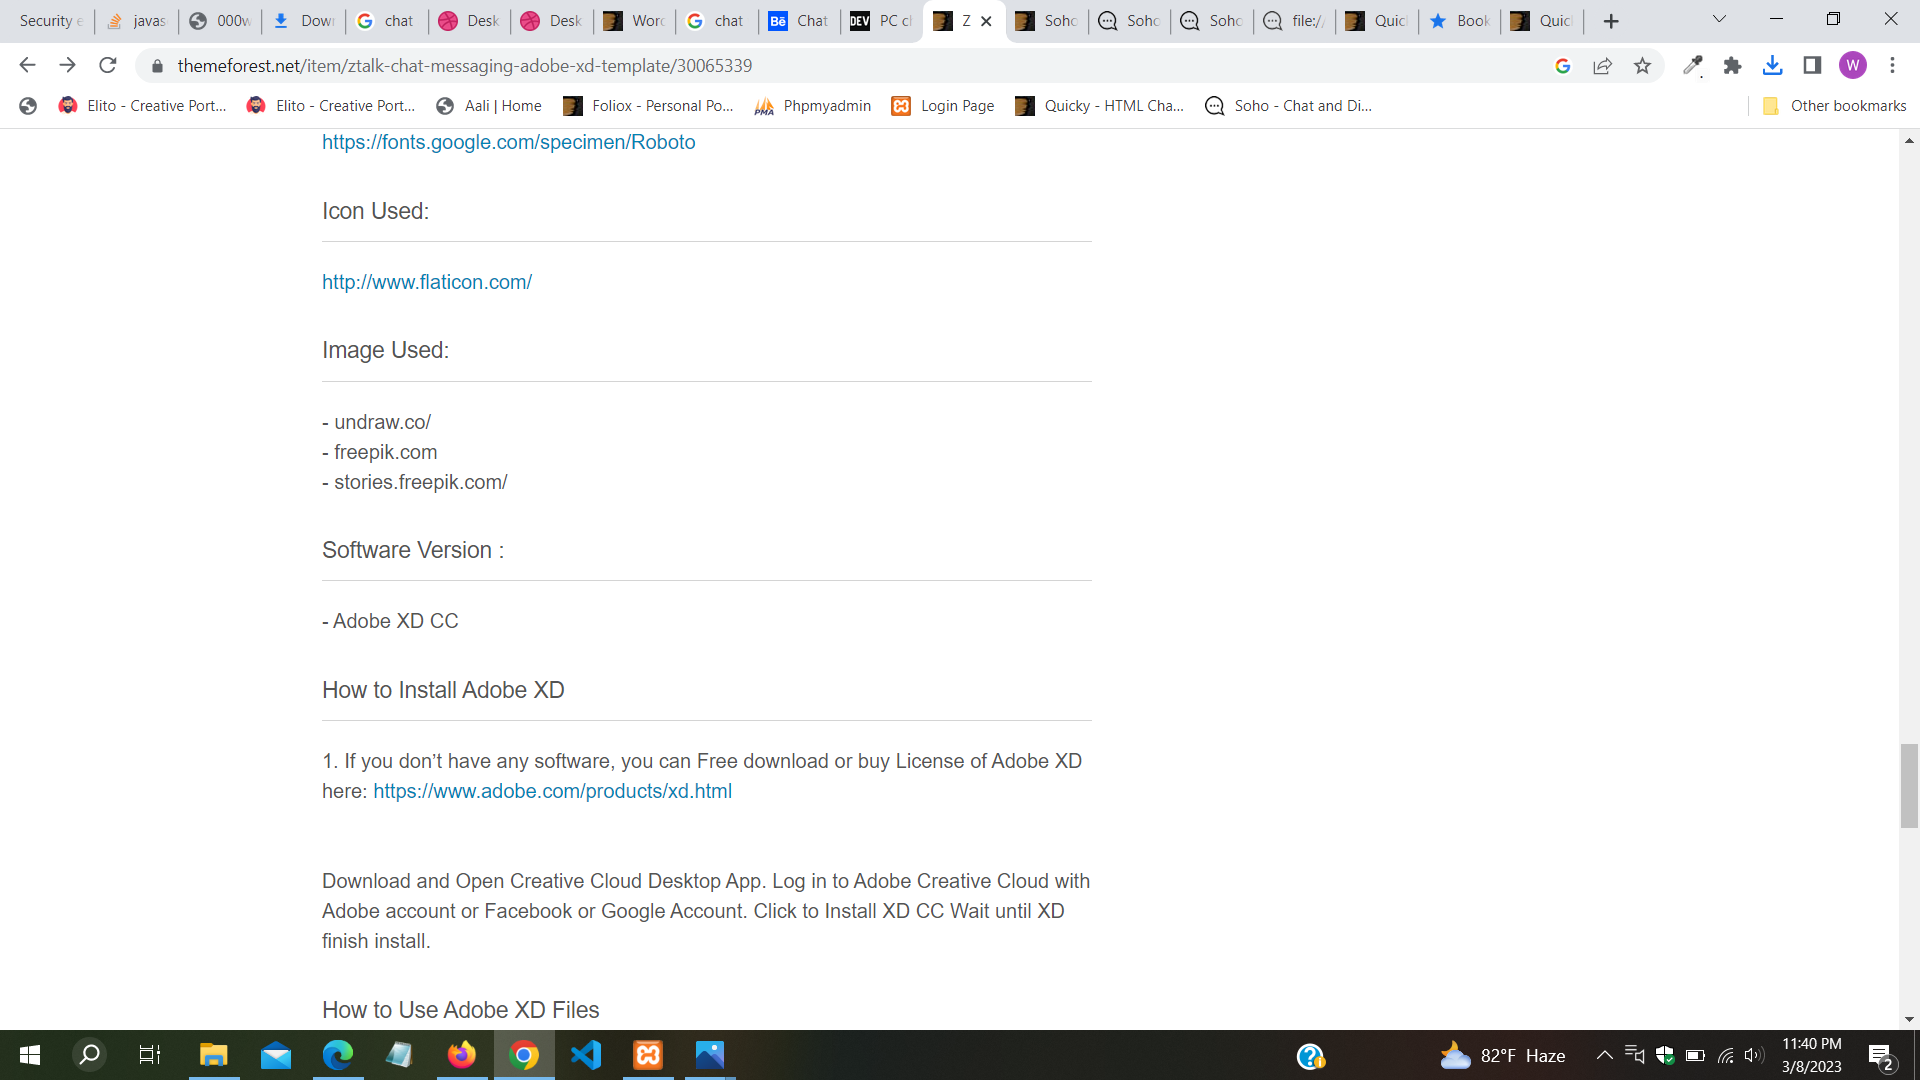 Security e
javas
000w
Down
chat
Desk
Desk
Word
chat
Bē Chat
DEV PC ch
Z
Soho
Soho
Soho
file://
Quic
Book
Quic
themeforest.net/item/ztalk-chat-messaging-adobe-xd-template/30065339
W
Elito - Creative Port...
Elito - Creative Port...
Aali | Home
Foliox - Personal Po...
PMA Phpmyadmin
Login Page
Quicky - HTML Cha...
Soho - Chat and Di...
Other bookmarks
https://fonts.google.com/specimen/Roboto
Icon Used:
http://www.flaticon.com/
Image Used:
- undraw.co/
- freepik.com
- stories.freepik.com/
Software Version :
- Adobe XD CC
How to Install Adobe XD
1. If you don’t have any software, you can Free download or buy License of Adobe XD
here: https://www.adobe.com/products/xd.html
Download and Open Creative Cloud Desktop App. Log in to Adobe Creative Cloud with
Adobe account or Facebook or Google Account. Click to Install XD CC Wait until XD
finish install.
How to Use Adobe XD Files
82°F Haze
11:40 PM
3/8/2023
2